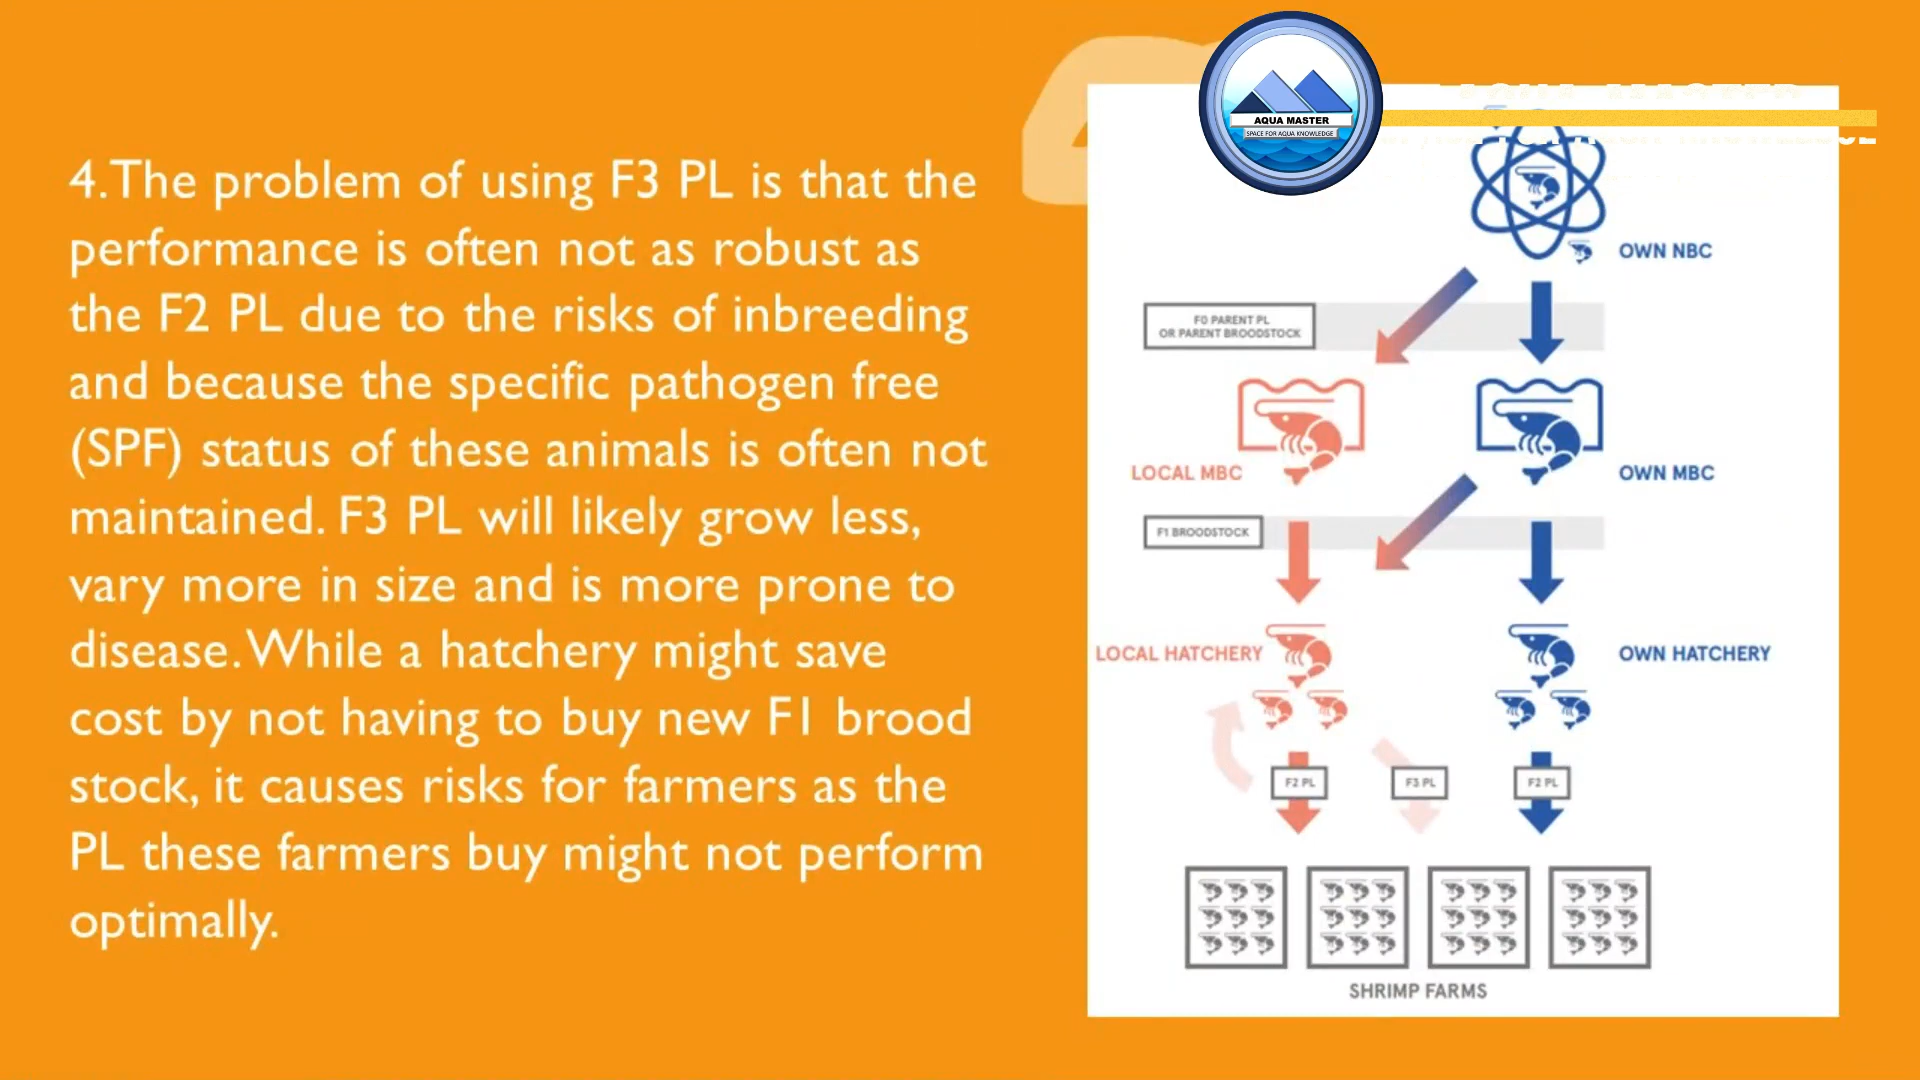 4. The problem of using F3 PL is that the
performance is often not as robust as
the F2 PL due to the risks of inbreeding
and because the specific pathogen free
(SPF) status of these animals is often not
maintained. F3 PL will likely grow less,
vary more in size and is more prone to
disease. While a hatchery might save
cost by not having to buy new F1 brood
stock, it causes risks for farmers as the
PL these farmers buy might not perform
optimally.
AQUA MASTER
SPACE FOR AQUA KNOWLEDGE
OWN NBC
F0 PARENT PL
OR PARENT BROODSTOCK
LOCAL MBC
OWN MBC
F1 BROODSTOCK
LOCAL HATCHERY
OWN HATCHERY
F2 PL
F3 PL
F2 PL
SHRIMP FARMS